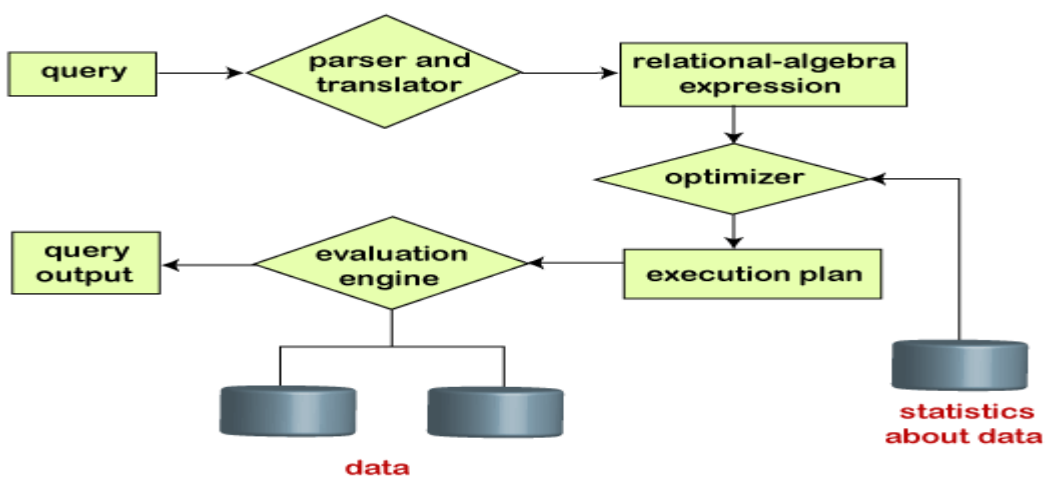 query
parser and
translator
relational-algebra
expression
optimizer
query
output
evaluation
engine
execution plan
statistics
about data
data